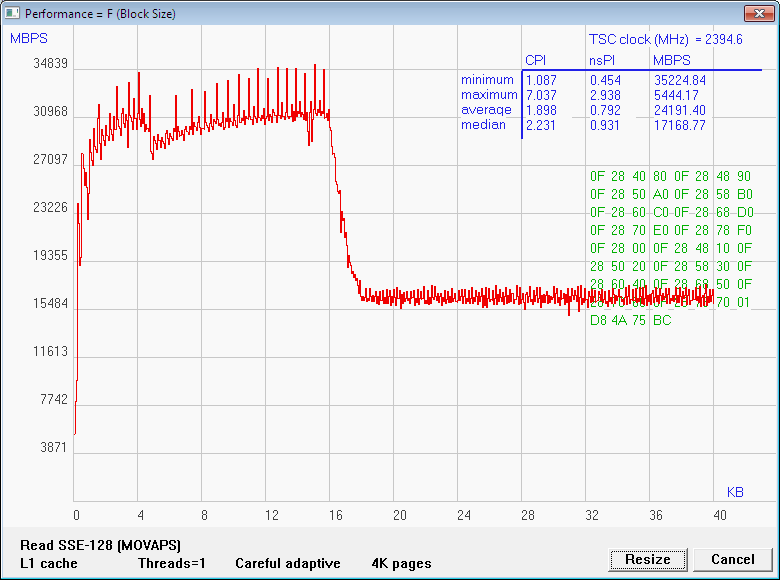 Performance = F (Block Size)
MBPS
TSC clock (MHz) = 2394.6
CPI nsPI MBPS
minimum 1.087 0.454 35224.84
maximum 7.037 2.938 5444.17
average 1.898 0.792 24191.40
median 2.231 0.931 17168.77
34839
30968
27097
23226
19355
15484
11613
7742
3871
0F 28 40 80 0F 28 48 90
0F 28 50 A0 0F 28 58 B0
0F 28 60 C0 0F 28 68 D0
0F 28 70 E0 0F 28 78 F0
0F 28 00 0F 28 48 10 0F
28 50 20 0F 28 58 30 0F
28 60 40 0F 28 68 50 0F
70 01
D8 4A 75 BC
KB
0 4 8 12 16 20 24 28 32 36 40
Read SSE-128 (MOVAPS)
L1 cache Threads=1 Careful adaptive 4K pages
Resize Cancel